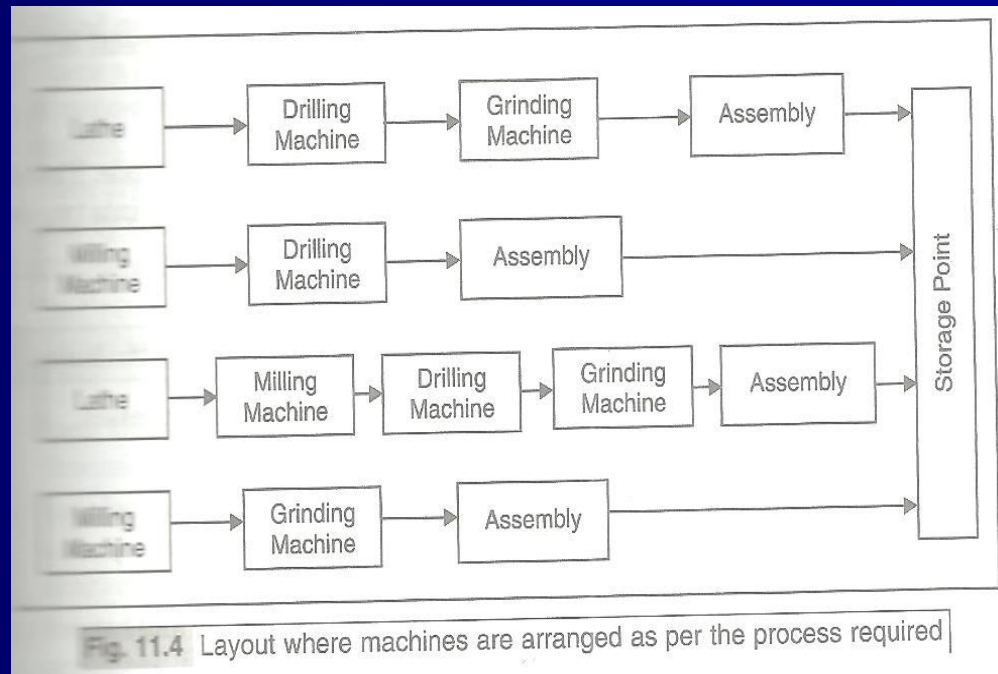 Lathe
Drilling
Machine
Grinding
Machine
Assembly
Milling
Machine
Drilling
Machine
Assembly
Lathe
Milling
Machine
Drilling
Machine
Grinding
Machine
Assembly
Milling
Machine
Grinding
Machine
Assembly
Storage Point
Fig. 11.4 Layout where machines are arranged as per the process required